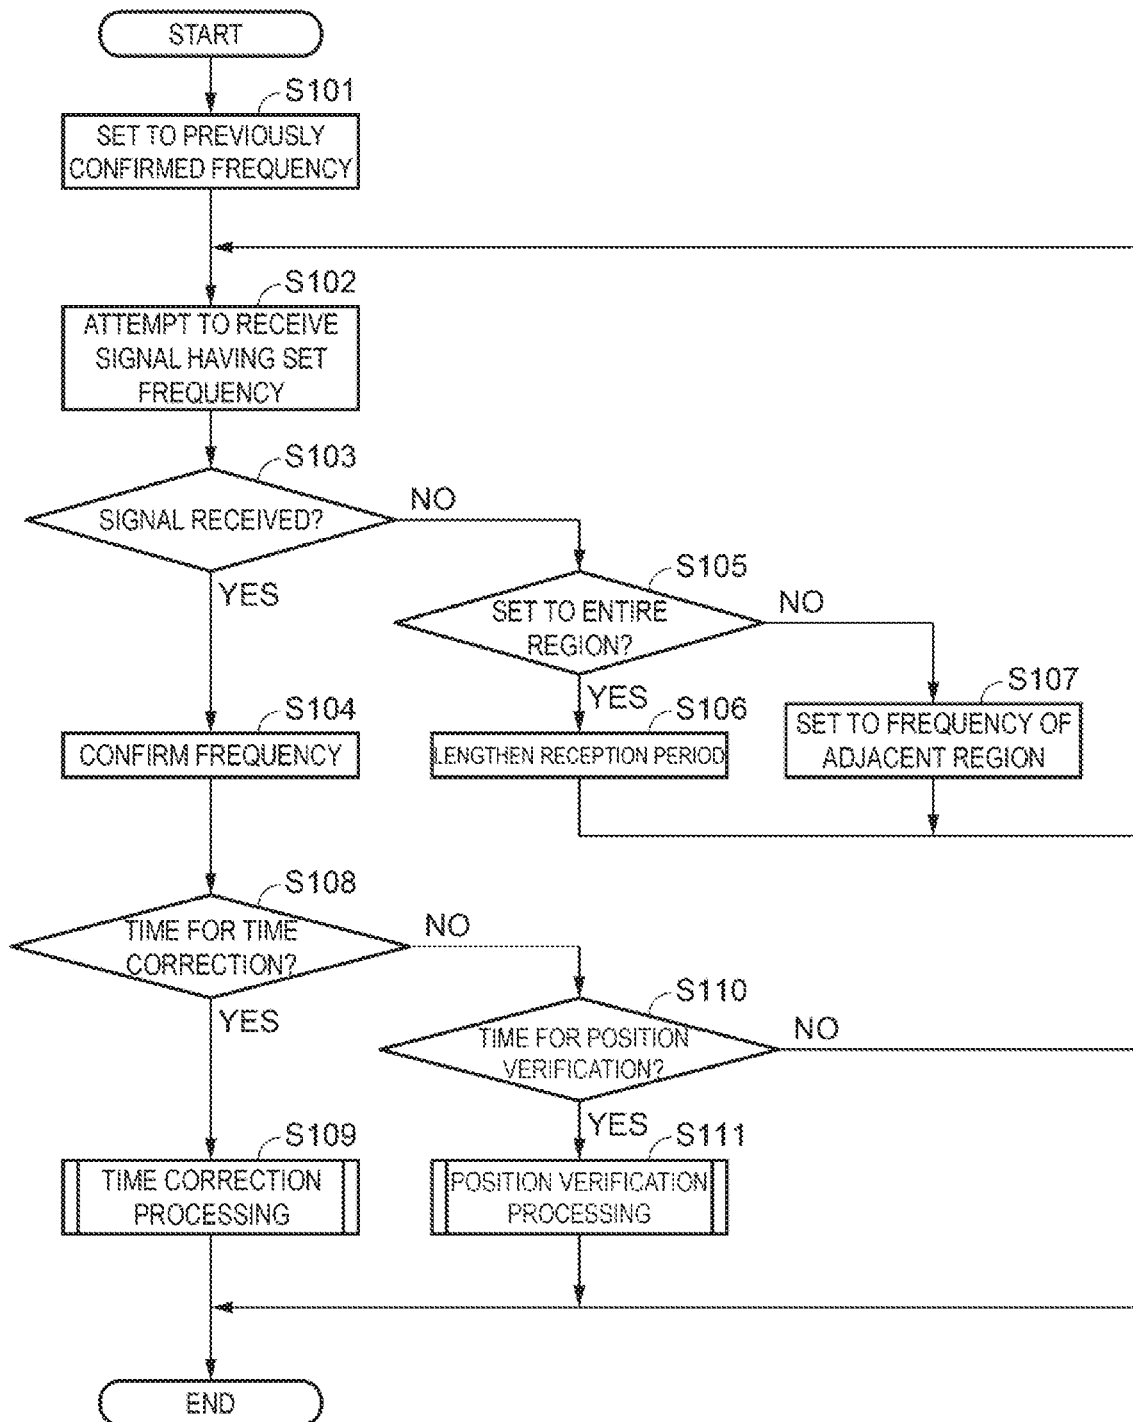 START
S101
SET TO PREVIOUSLY
CONFIRMED FREQUENCY
S102
ATTEMPT TO RECEIVE
SIGNAL HAVING SET
FREQUENCY
S103
SIGNAL RECEIVED?
NO
YES
S105
SET TO ENTIRE
REGION?
NO
YES
S104
CONFIRM FREQUENCY
S106
LENGTHEN RECEPTION PERIOD
S107
SET TO FREQUENCY OF
ADJACENT REGION
S108
TIME FOR TIME
CORRECTION?
NO
YES
S110
TIME FOR POSITION
VERIFICATION?
NO
YES
S109
TIME CORRECTION
PROCESSING
S111
POSITION VERIFICATION
PROCESSING
END